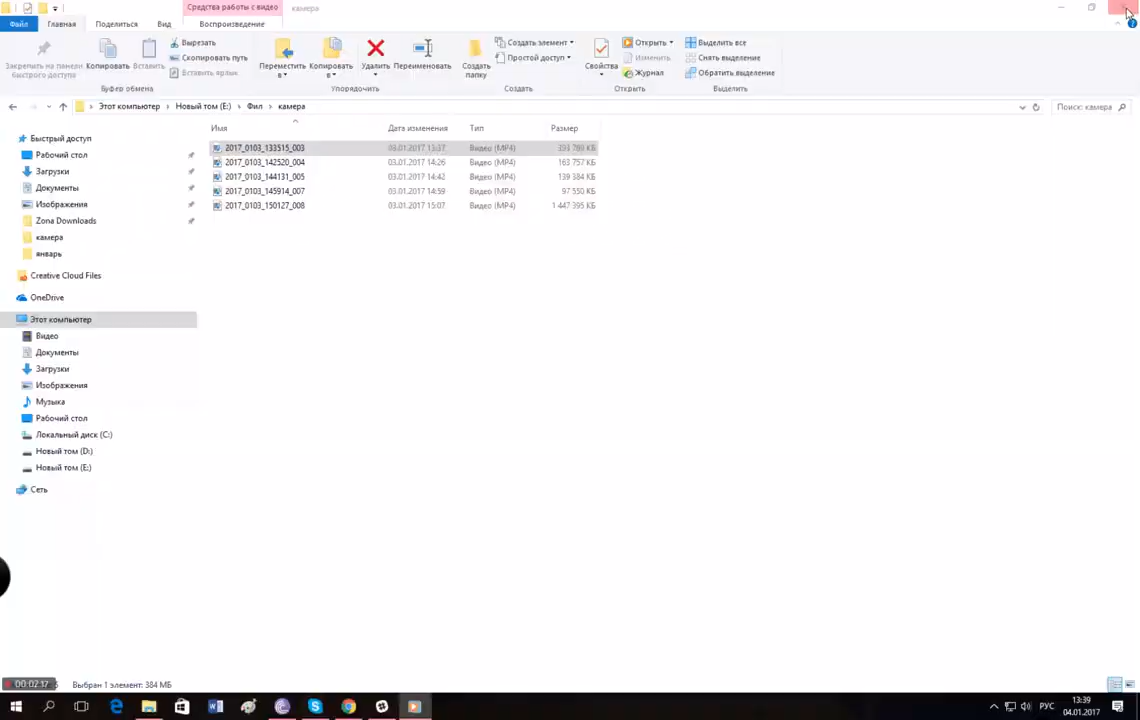 Средства работы с видео камера
Файл Главная Поделиться Вид Воспроизведение
Закрепить на панели быстрого доступа
Копировать
Вставить
Вырезать
Скопировать путь
Вставить ярлык
Буфер обмена
Переместить в
Копировать в
Удалить
Переименовать
Упорядочить
Создать папку
Создать элемент
Простой доступ
Создать
Свойства
Открыть
Изменить
Журнал
Открыть
Выделить все
Снять выделение
Обратить выделение
Выделить
Этот компьютер Новый том (E:) Фил камера Поиск: камера
Имя Дата изменения Тип Размер
2017_0103_133515_003 03.01.2017 13:37 Видео (MP4) 393 789 КБ
2017_0103_142520_004 03.01.2017 14:26 Видео (MP4) 163 757 КБ
2017_0103_144131_005 03.01.2017 14:42 Видео (MP4) 139 384 КБ
2017_0103_145914_007 03.01.2017 14:59 Видео (MP4) 97 550 КБ
2017_0103_150127_008 03.01.2017 15:07 Видео (MP4) 1 447 395 КБ
Быстрый доступ
Рабочий стол
Загрузки
Документы
Изображения
Zona Downloads
камера
январь
Creative Cloud Files
OneDrive
Этот компьютер
Видео
Документы
Загрузки
Изображения
Музыка
Рабочий стол
Локальный диск (C:)
Новый том (D:)
Новый том (E:)
Сеть
00:02:17 Выбран 1 элемент: 384 МБ
РУС
13:39
04.01.2017